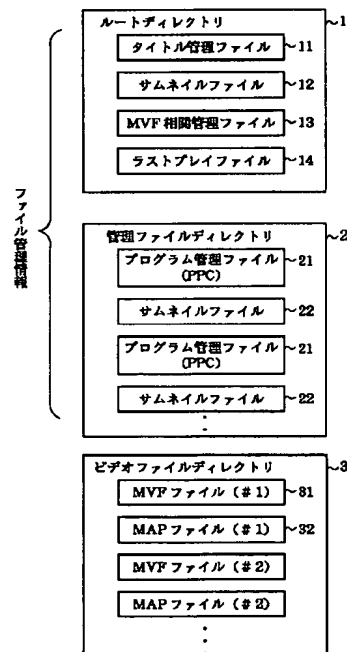 ルートディレクトリ ~1
タイトル管理ファイル ~11
サムネイルファイル ~12
MVF相関管理ファイル ~13
ラストプレイファイル ~14
ファイル管理情報
管理ファイルディレクトリ ~2
プログラム管理ファイル ~21
(PPC)
サムネイルファイル ~22
プログラム管理ファイル ~21
(PPC)
サムネイルファイル ~22
ビデオファイルディレクトリ ~3
MVFファイル(#1) ~31
MAPファイル(#1) ~32
MVFファイル(#2)
MAPファイル(#2)